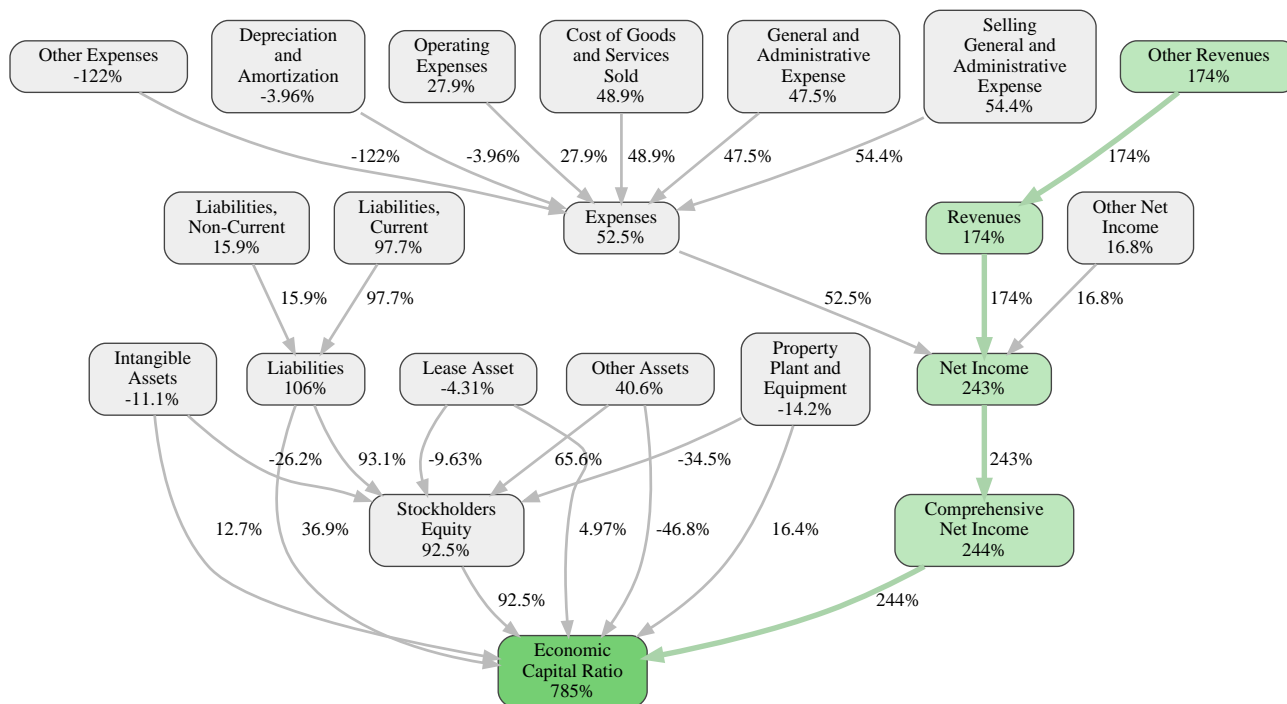 Other Expenses
-122%
Depreciation
and
Amortization
-3.96%
Operating
Expenses
27.9%
Cost of Goods
and Services
Sold
48.9%
General and
Administrative
Expense
47.5%
Selling
General and
Administrative
Expense
54.4%
Other Revenues
174%
-122%
-3.96%
27.9%
48.9%
47.5%
54.4%
174%
Liabilities,
Non-Current
15.9%
Liabilities,
Current
97.7%
Expenses
52.5%
Revenues
174%
Other Net
Income
16.8%
15.9%
97.7%
52.5%
174%
16.8%
Intangible
Assets
-11.1%
Liabilities
106%
Lease Asset
-4.31%
Other Assets
40.6%
Property
Plant and
Equipment
-14.2%
Net Income
243%
-26.2%
93.1%
-9.63%
65.6%
-34.5%
243%
12.7%
36.9%
Stockholders
Equity
92.5%
4.97%
-46.8%
16.4%
Comprehensive
Net Income
244%
92.5%
244%
Economic
Capital Ratio
785%